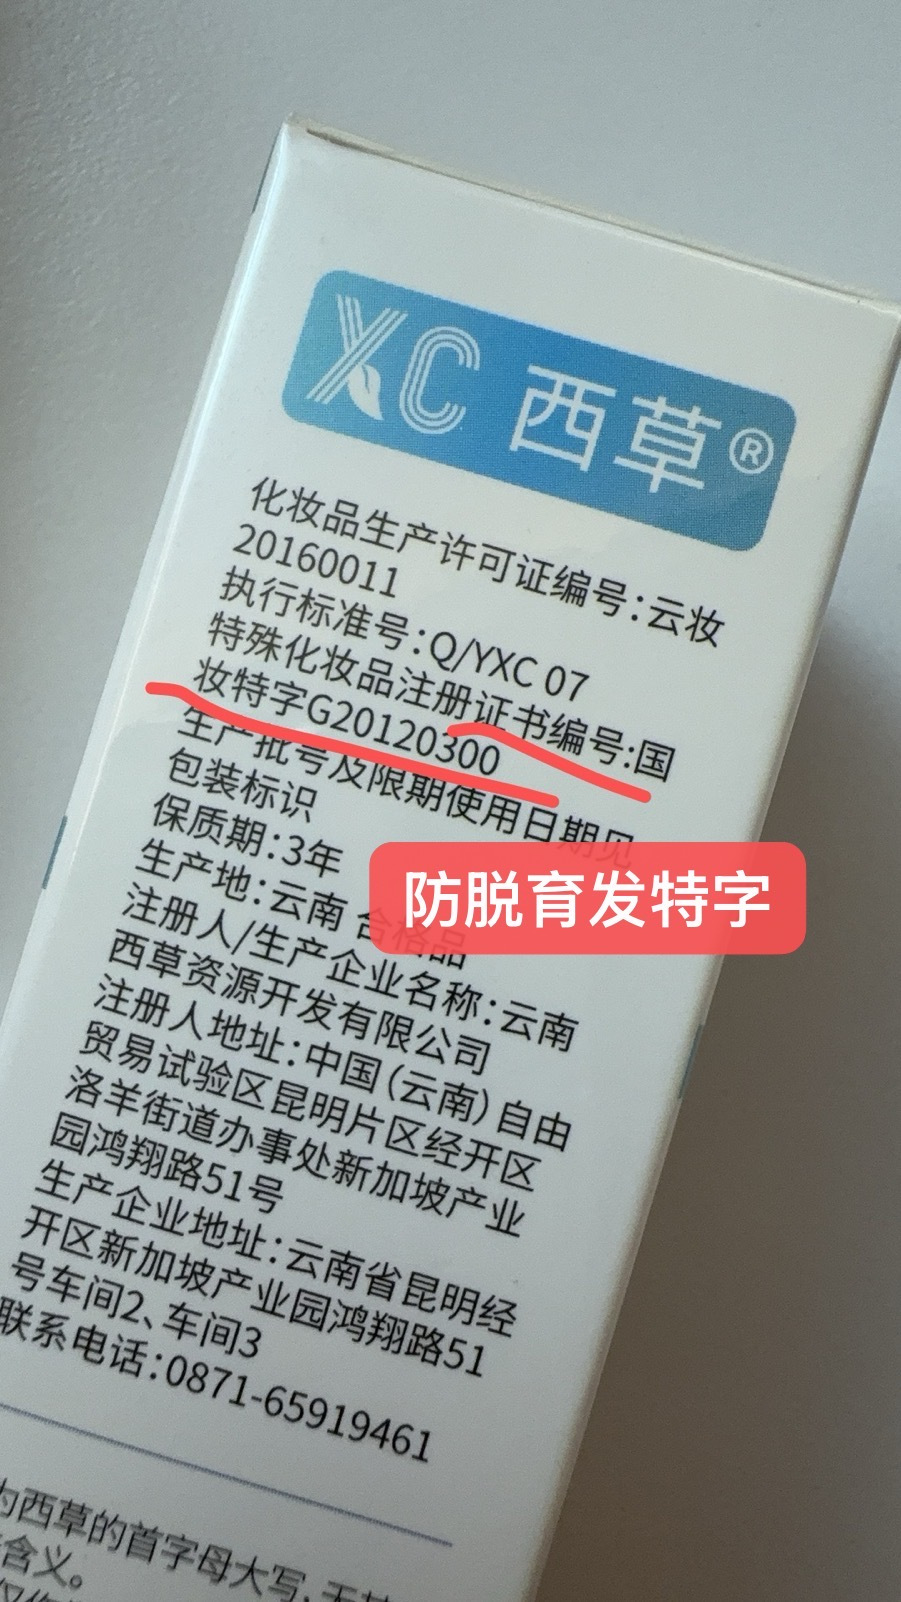 XC 西草®
化妆品生产许可证编号：云妆
20160011
执行标准号：Q/YXC 07
特殊化妆品注册证书编号：国
妆特字G20120300
生产批号及限期使用日期见
包装标识
保质期：3年
生产地：云南 合格品
防脱育发特字
注册人/生产企业名称：云南
西草资源开发有限公司
注册人地址：中国（云南）自由
贸易试验区昆明片区经开区
洛羊街道办事处新加坡产业
园鸿翔路51号
生产企业地址：云南省昆明经
开区新加坡产业园鸿翔路51
号车间2、车间3
联系电话：0871-65919461
为西草的首字母大写，无其
含义。